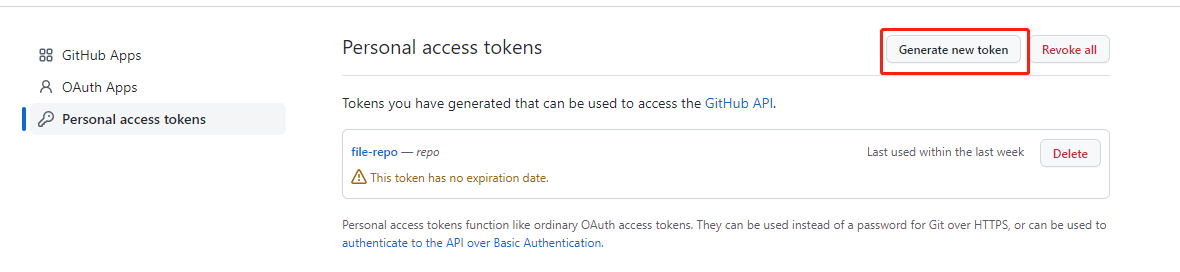 GitHub Apps
OAuth Apps
Personal access tokens
Personal access tokens
Generate new token
Revoke all
Tokens you have generated that can be used to access the GitHub API.
file-repo — repo
Last used within the last week
Delete
This token has no expiration date.
Personal access tokens function like ordinary OAuth access tokens. They can be used instead of a password for Git over HTTPS, or can be used to
authenticate to the API over Basic Authentication.